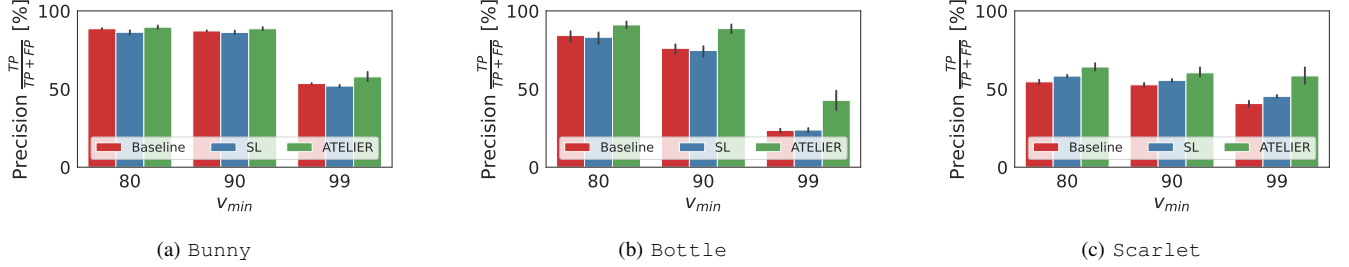 Precision TP/TP + FP [%]
100
50
0
Baseline SL ATELIER
80 90 99
v_min
(a) Bunny
Precision TP/TP + FP [%]
100
50
0
Baseline SL ATELIER
80 90 99
v_min
(b) Bottle
Precision TP/TP + FP [%]
100
50
0
Baseline SL ATELIER
80 90 99
v_min
(c) Scarlet